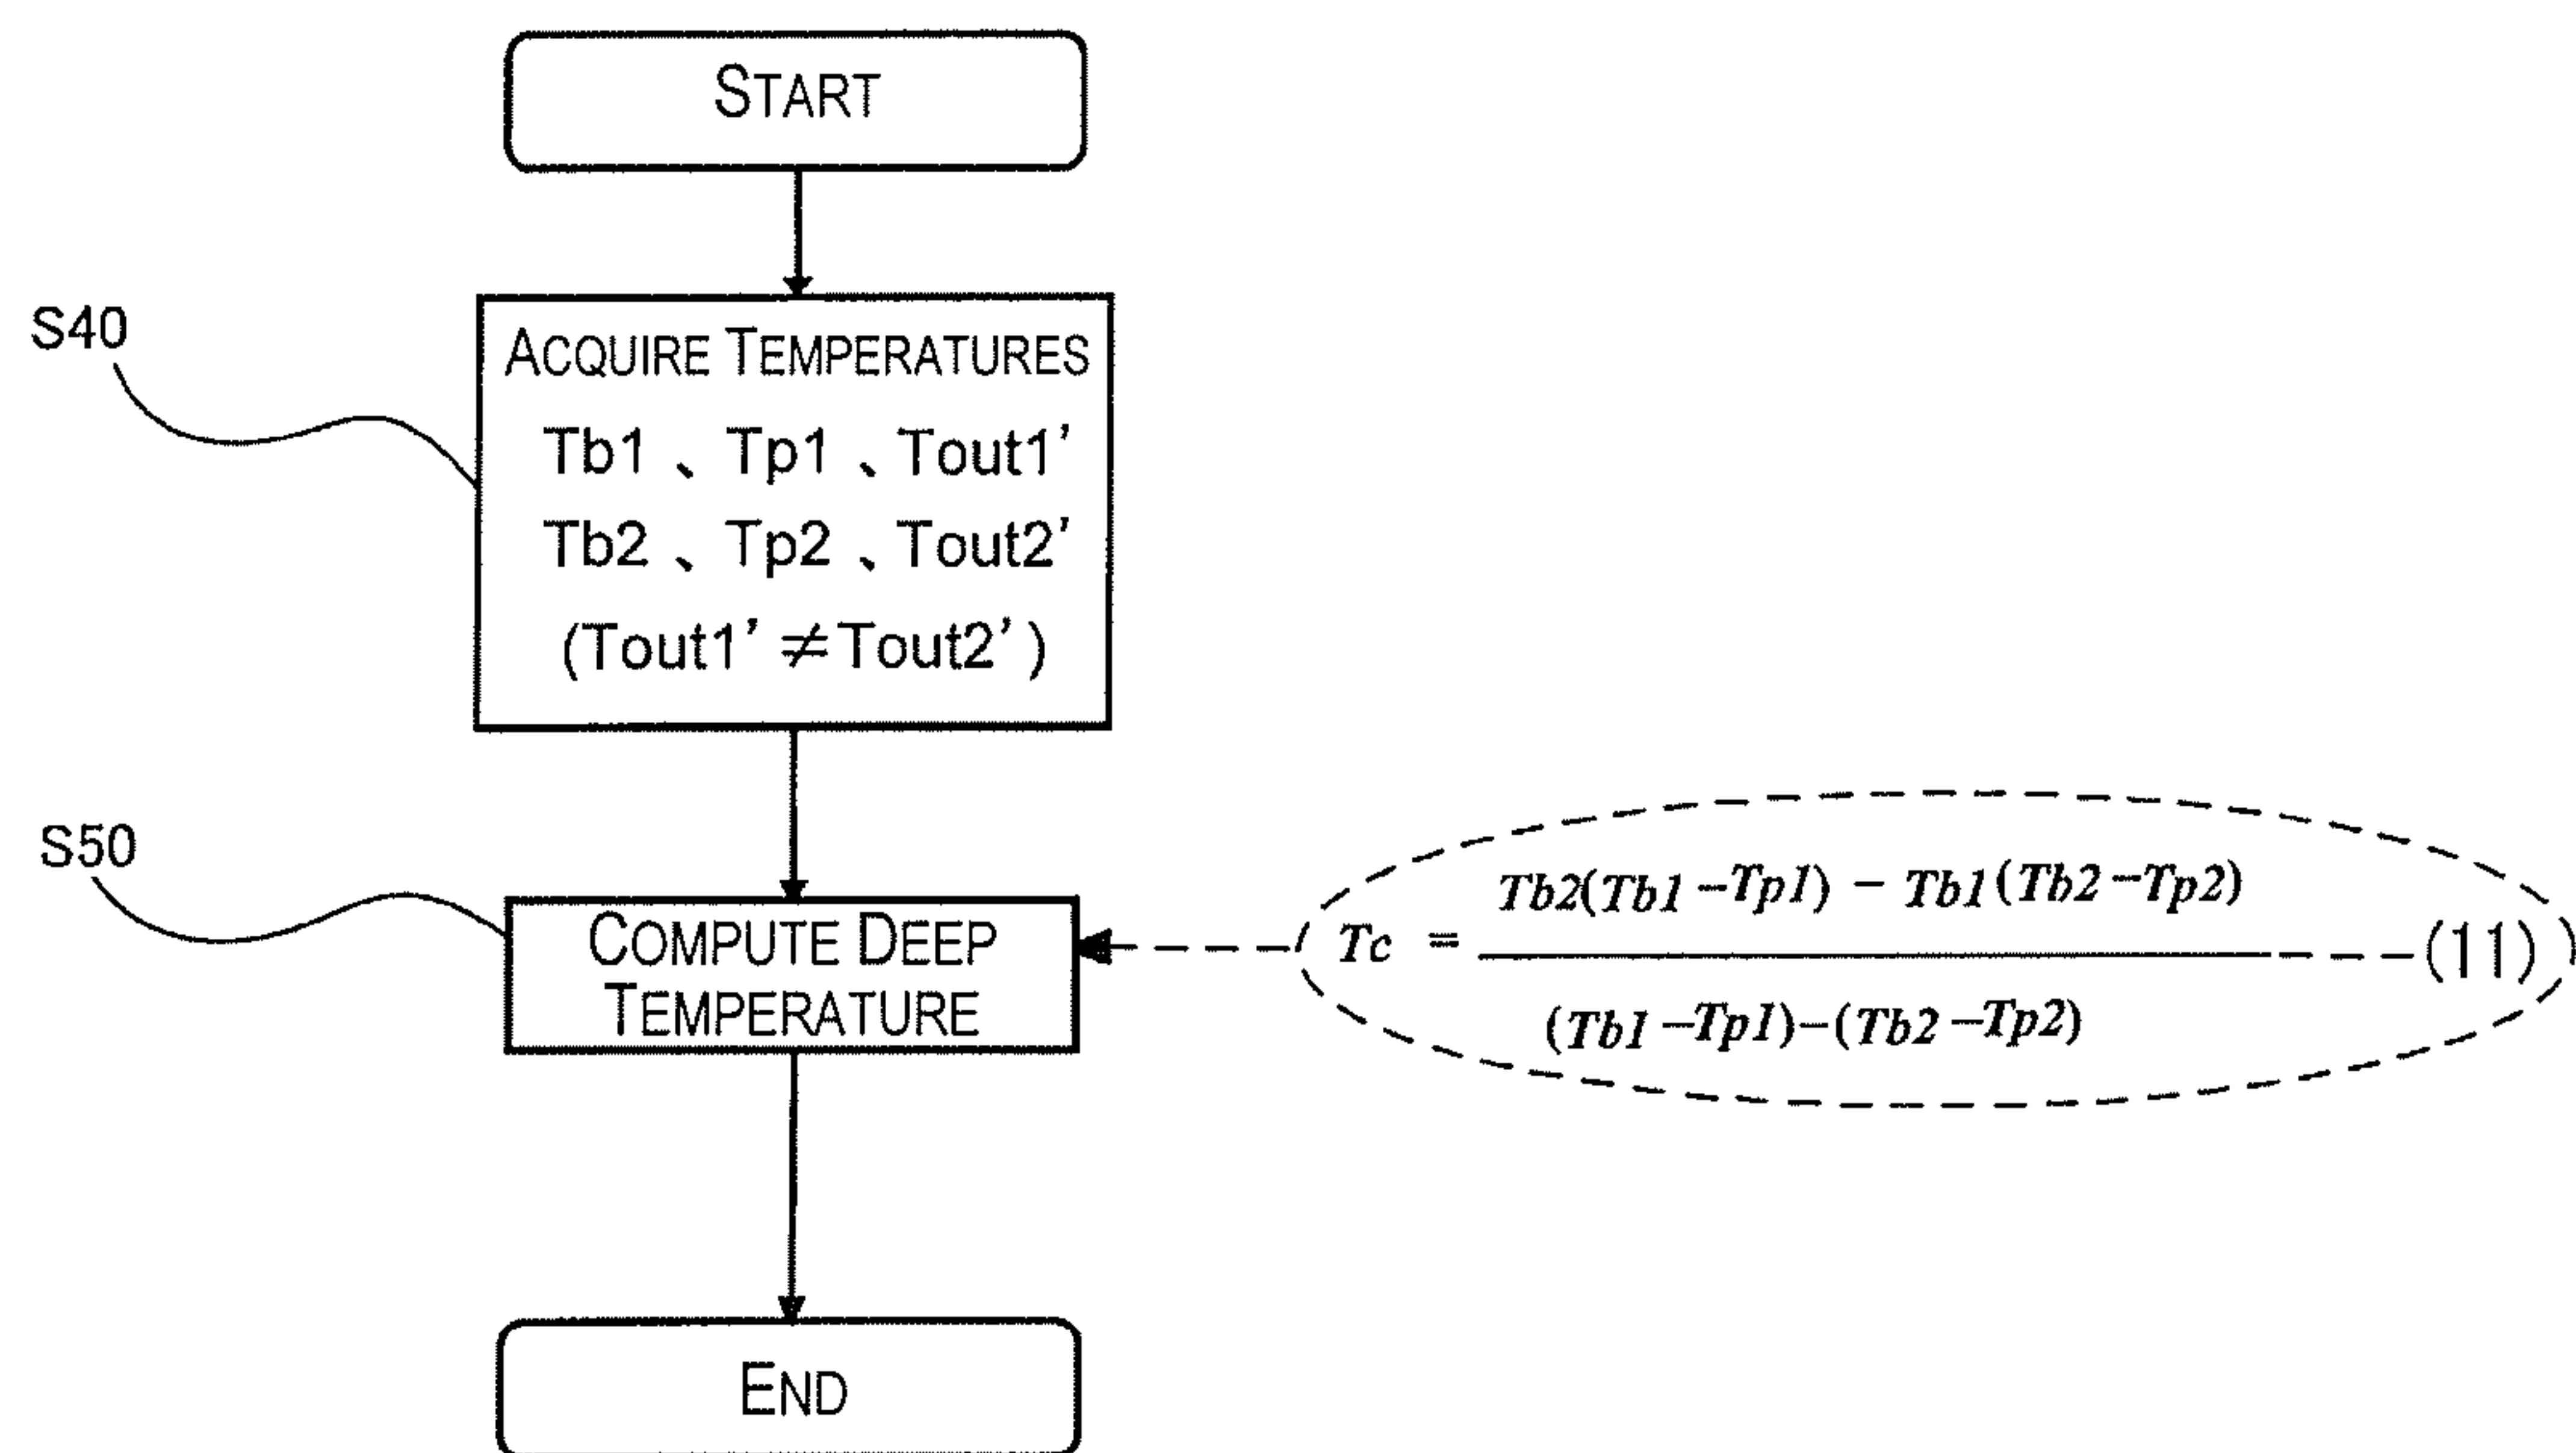 START
S40
ACQUIRE TEMPERATURES
Tb1、Tp1、Tout1’
Tb2、Tp2、Tout2’
(Tout1’≠Tout2’)
S50
COMPUTE DEEP
TEMPERATURE
Tb2(Tb1-Tp1) - Tb1(Tb2-Tp2)
Tc = ---(11)
(Tb1-Tp1)-(Tb2-Tp2)
END